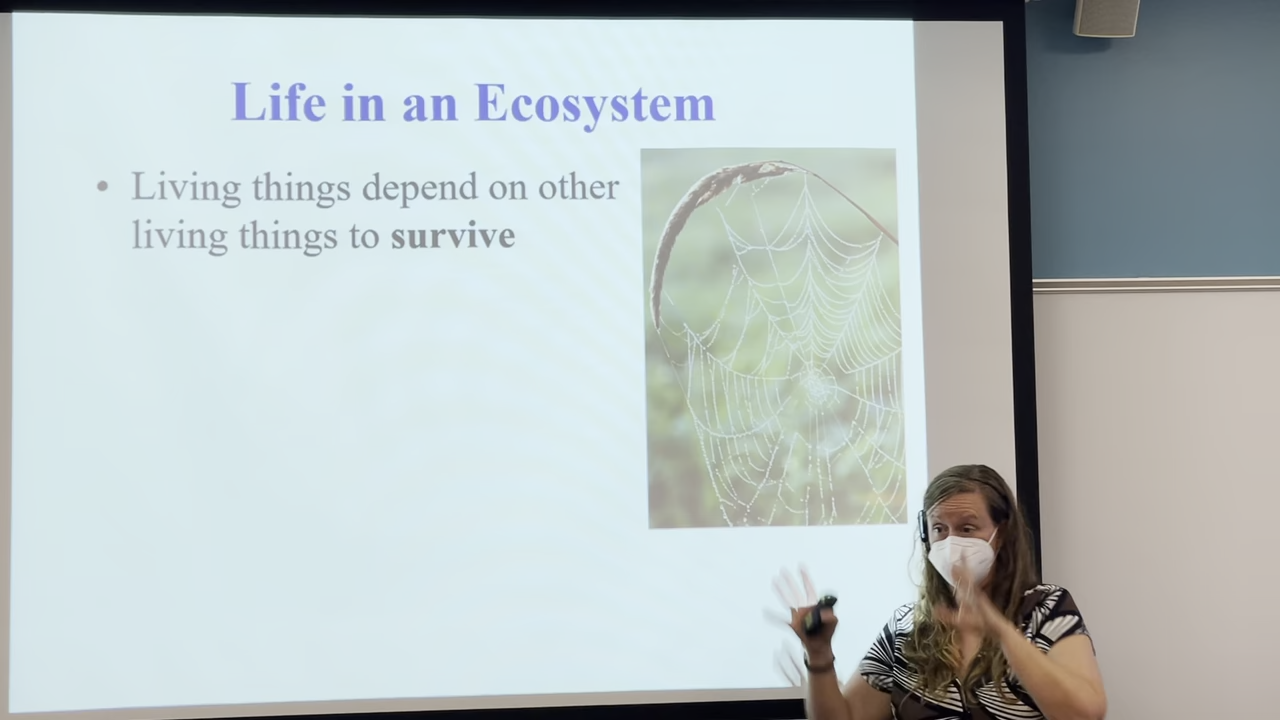 Life in an Ecosystem
• Living things depend on other
living things to survive